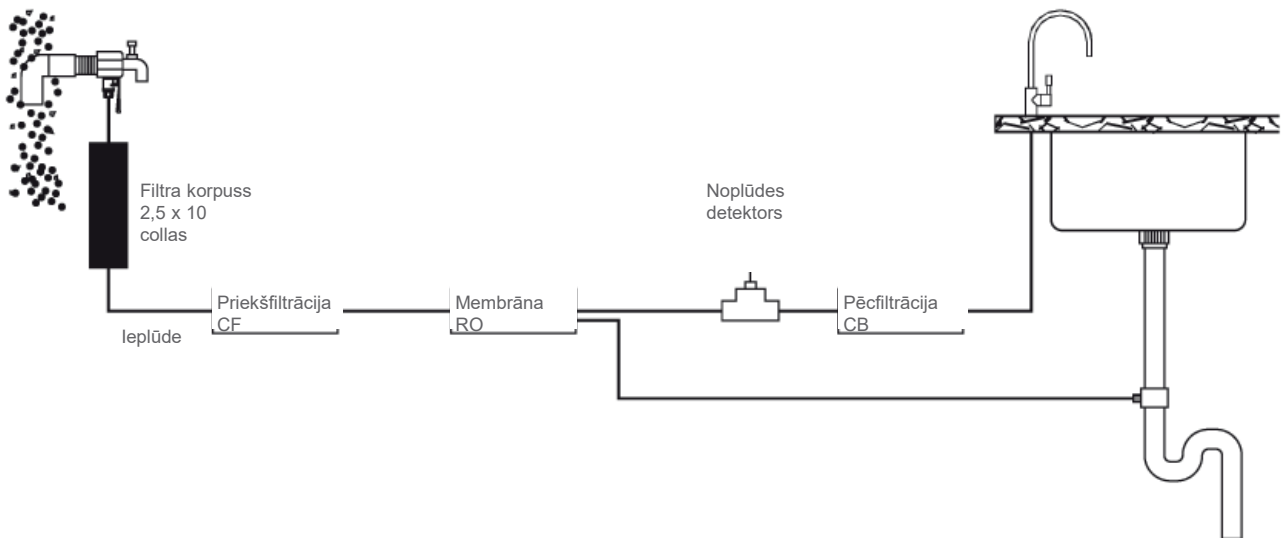 Filtra korpuss
2,5 x 10
collas
Noplūdes
detektors
Priekšfiltrācija
CF
Membrāna
RO
Pēcfiltrācija
CB
Ieplūde